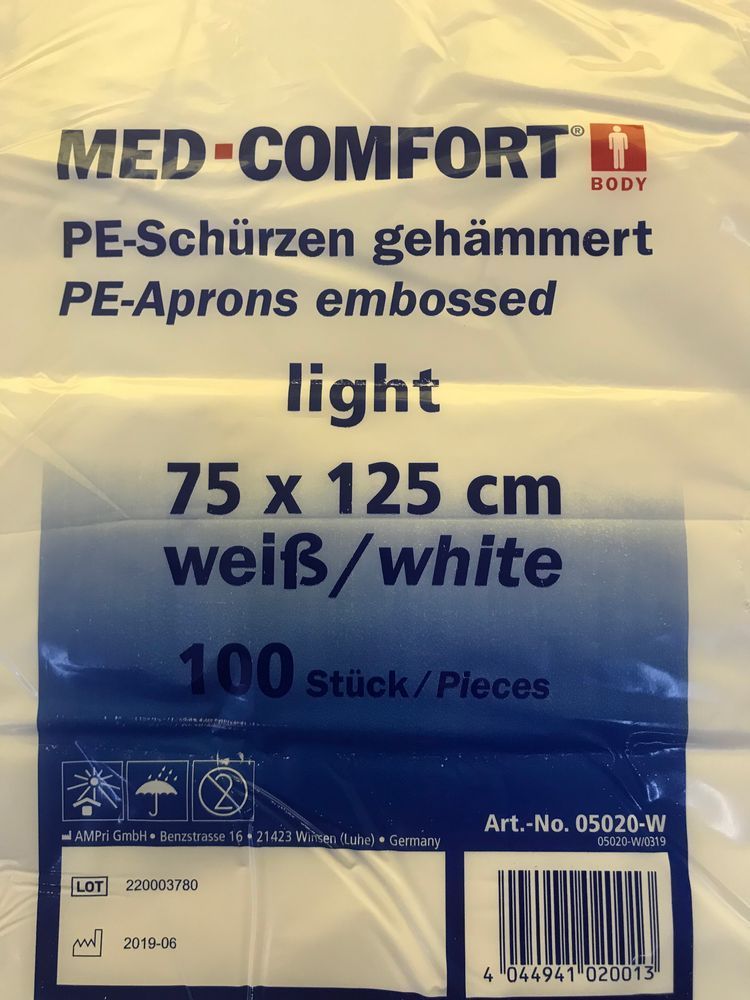 MED·COMFORT®
BODY
PE-Schürzen gehämmert
PE-Aprons embossed
light
75 x 125 cm
weiß/white
100 Stück/Pieces
2
AMPri GmbH • Benzstrasse 16 • 21423 Winsen (Luhe) • Germany
Art.-No. 05020-W
05020-W/0319
LOT 220003780
2019-06
4 044941 020013